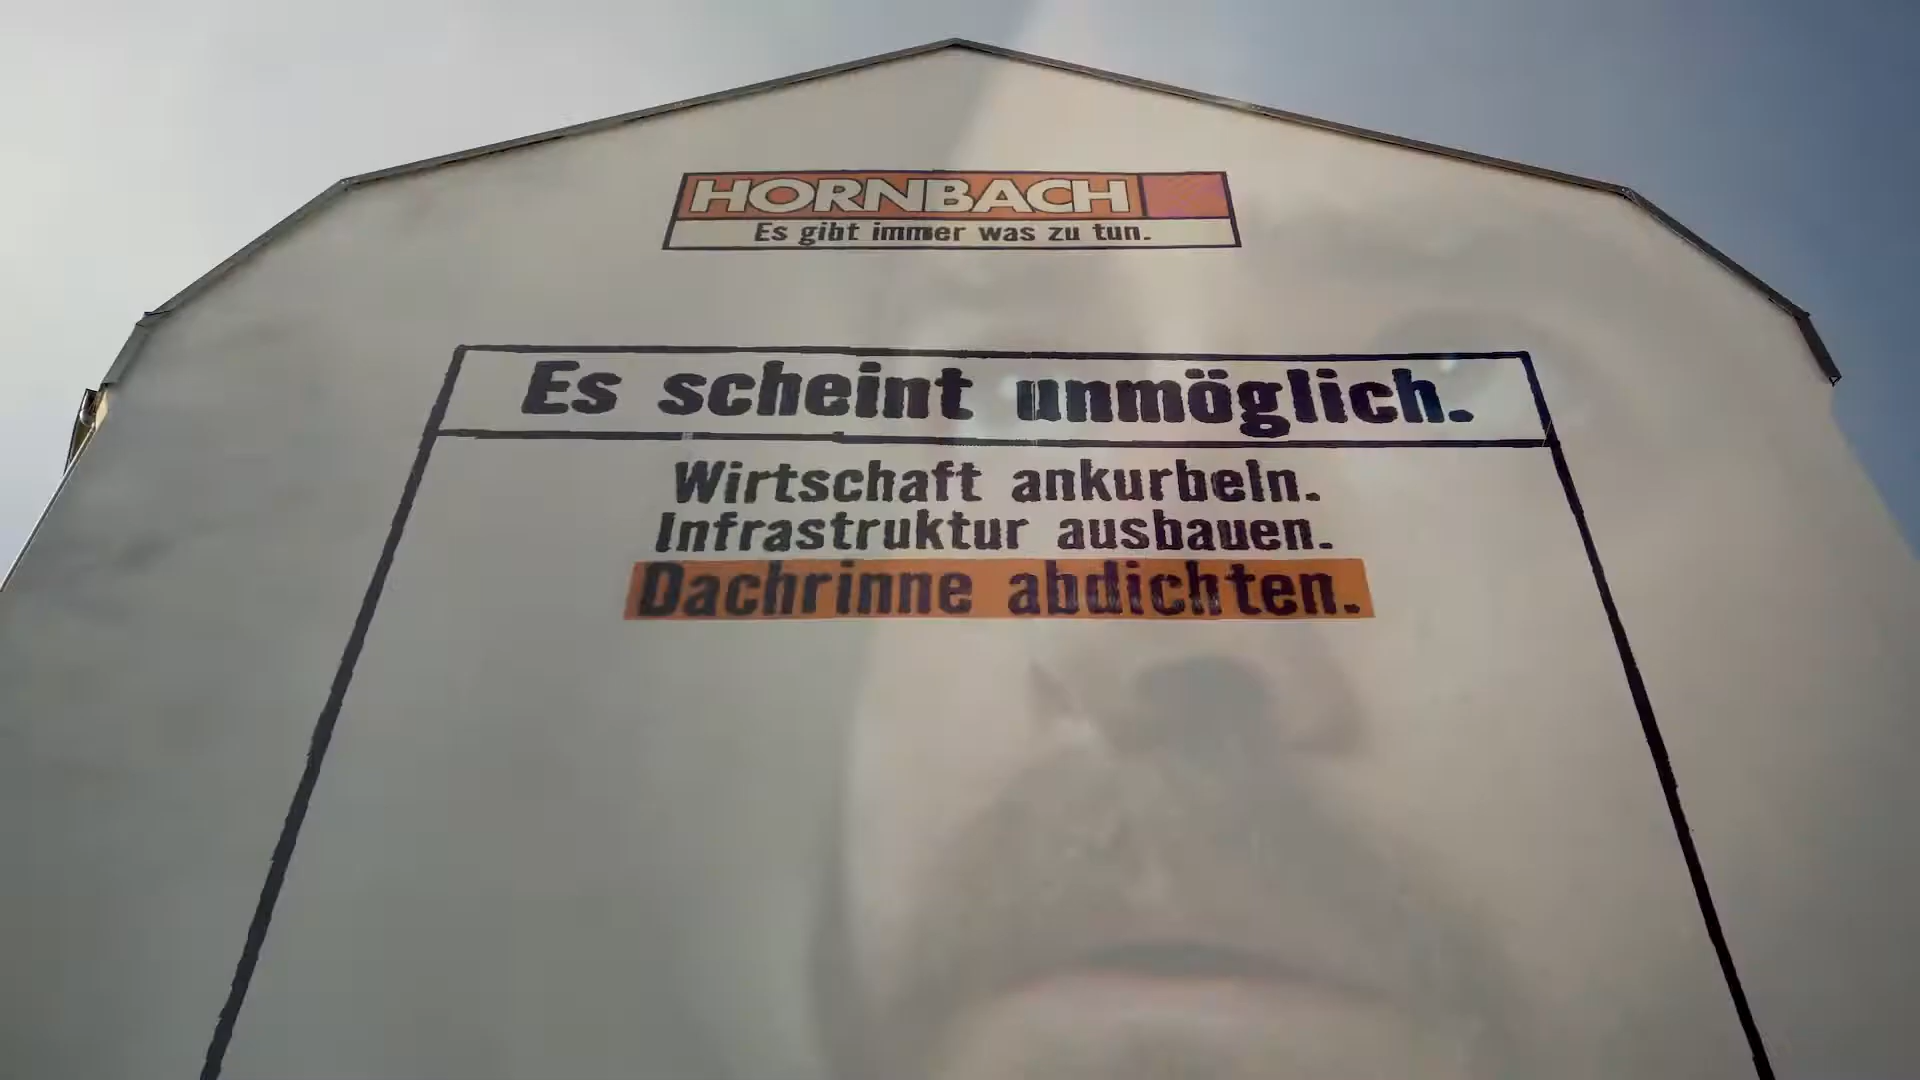 HORNBACH
Es gibt immer was zu tun.
Es scheint unmöglich.
Wirtschaft ankurbeln.
Infrastruktur ausbauen.
Dachrinne abdichten.